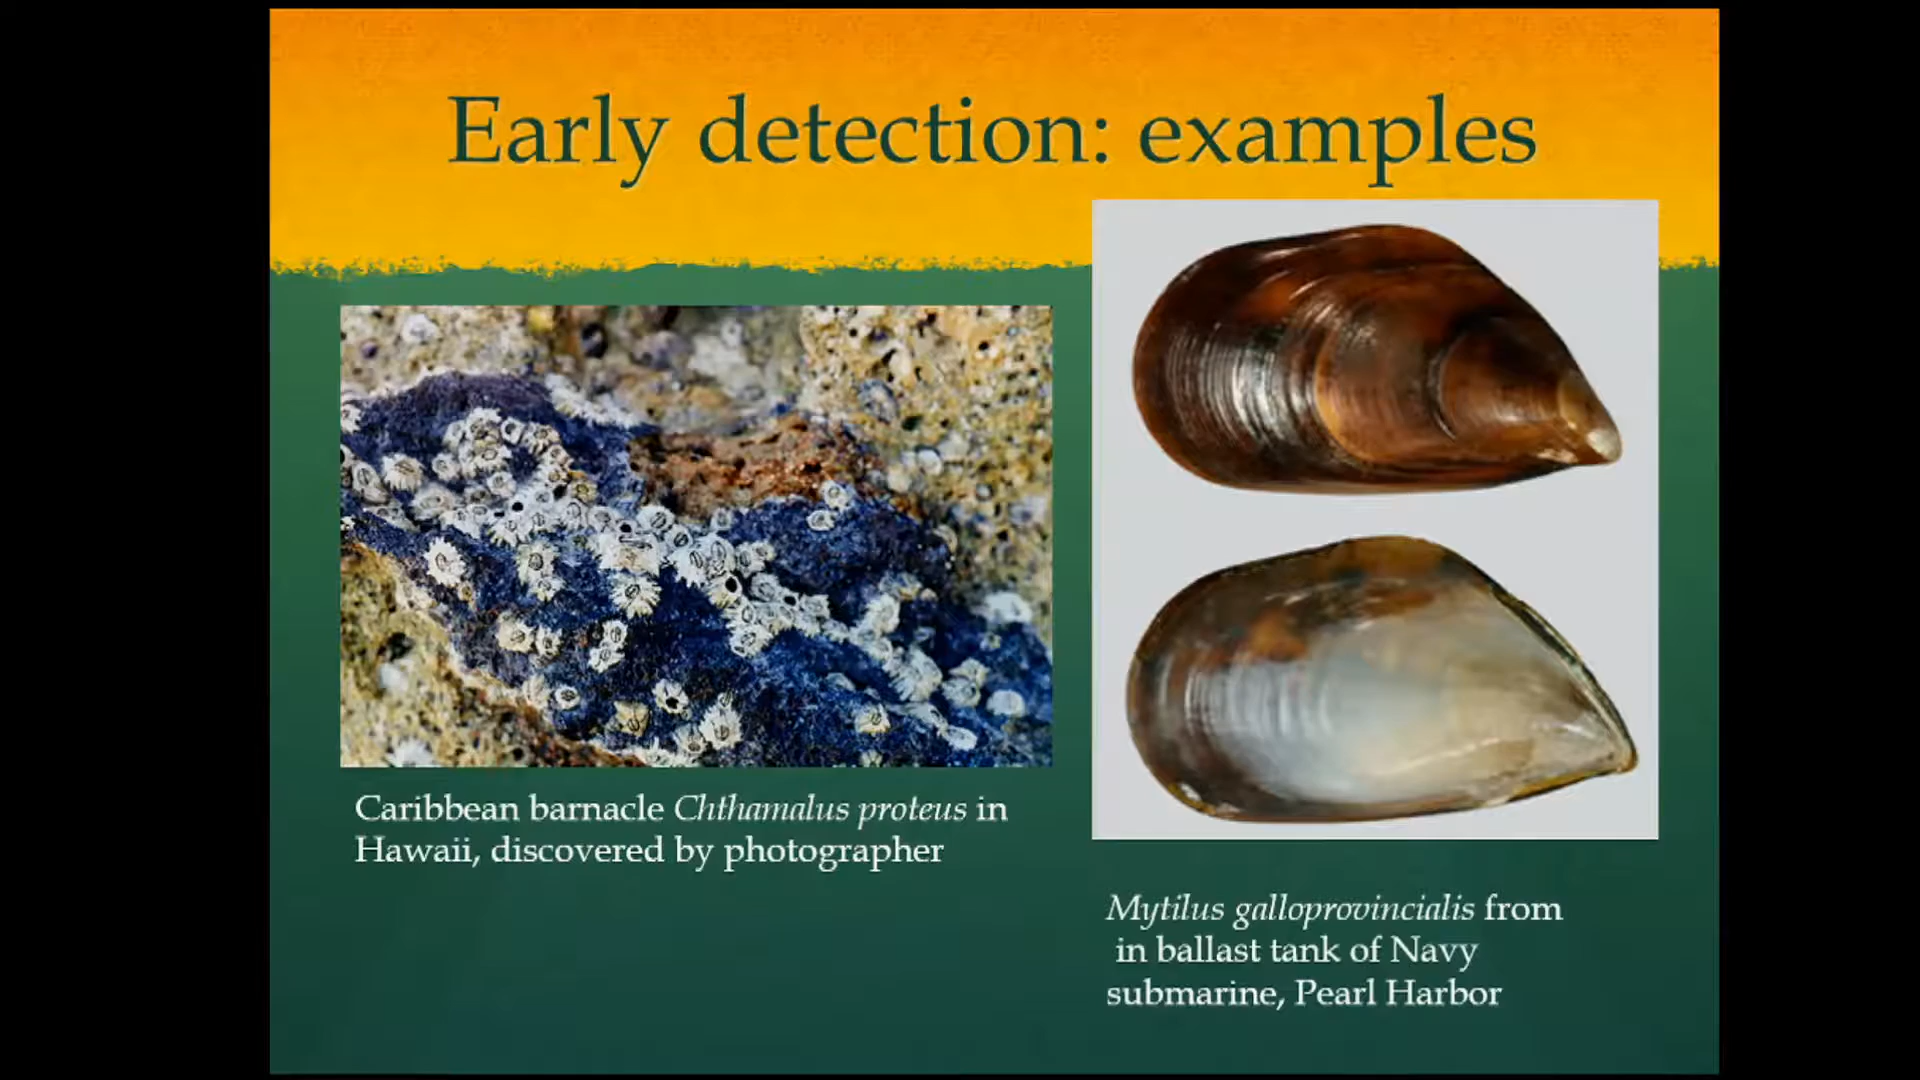 Early detection: examples
Caribbean barnacle Chthamalus proteus in
Hawaii, discovered by photographer
Mytilus galloprovincialis from
in ballast tank of Navy
submarine, Pearl Harbor